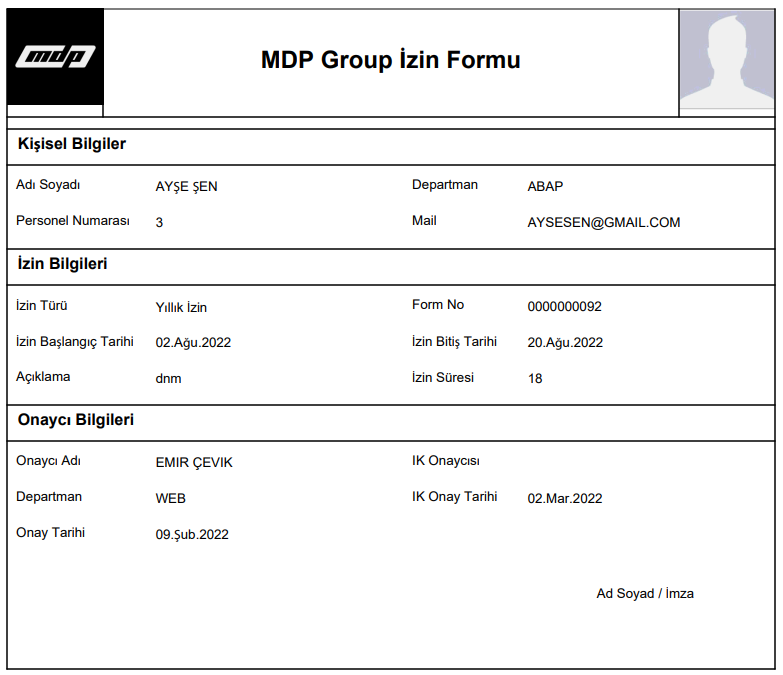 mdp
MDP Group İzin Formu
Kişisel Bilgiler
Adı Soyadı AYŞE ŞEN Departman ABAP
Personel Numarası 3 Mail AYSESEN@GMAIL.COM
İzin Bilgileri
İzin Türü Yıllık İzin Form No 0000000092
İzin Başlangıç Tarihi 02.Ağu.2022 İzin Bitiş Tarihi 20.Ağu.2022
Açıklama dnm İzin Süresi 18
Onaycı Bilgileri
Onaycı Adı EMIR ÇEVIK IK Onaycısı
Departman WEB IK Onay Tarihi 02.Mar.2022
Onay Tarihi 09.Şub.2022
Ad Soyad / İmza